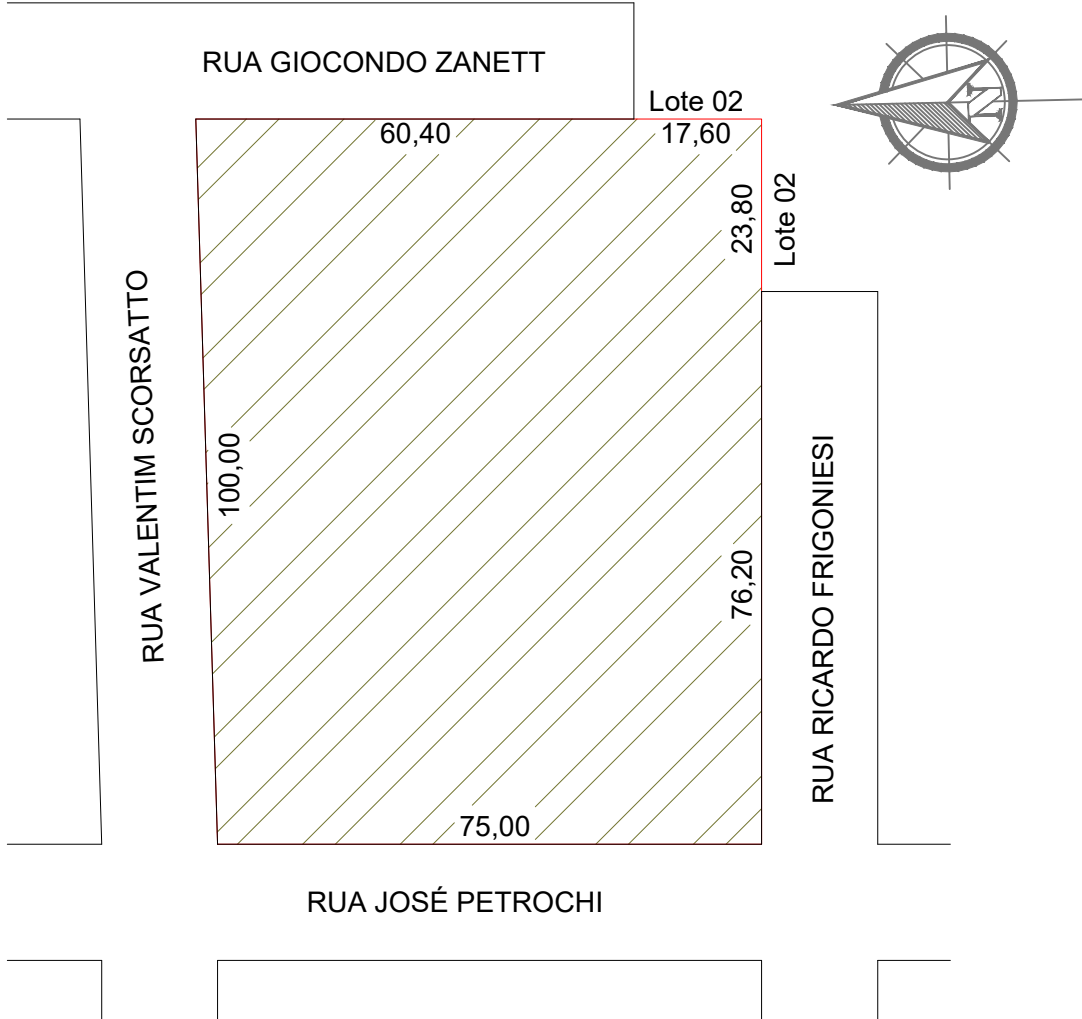 RUA GIOCONDO ZANETT
Lote 02
60,40
17,60
N
23,80
Lote 02
RUA VALENTIM SCORSATTO
100,00
76,20
RUA RICARDO FRIGONIESI
75,00
RUA JOSÉ PETROCHI